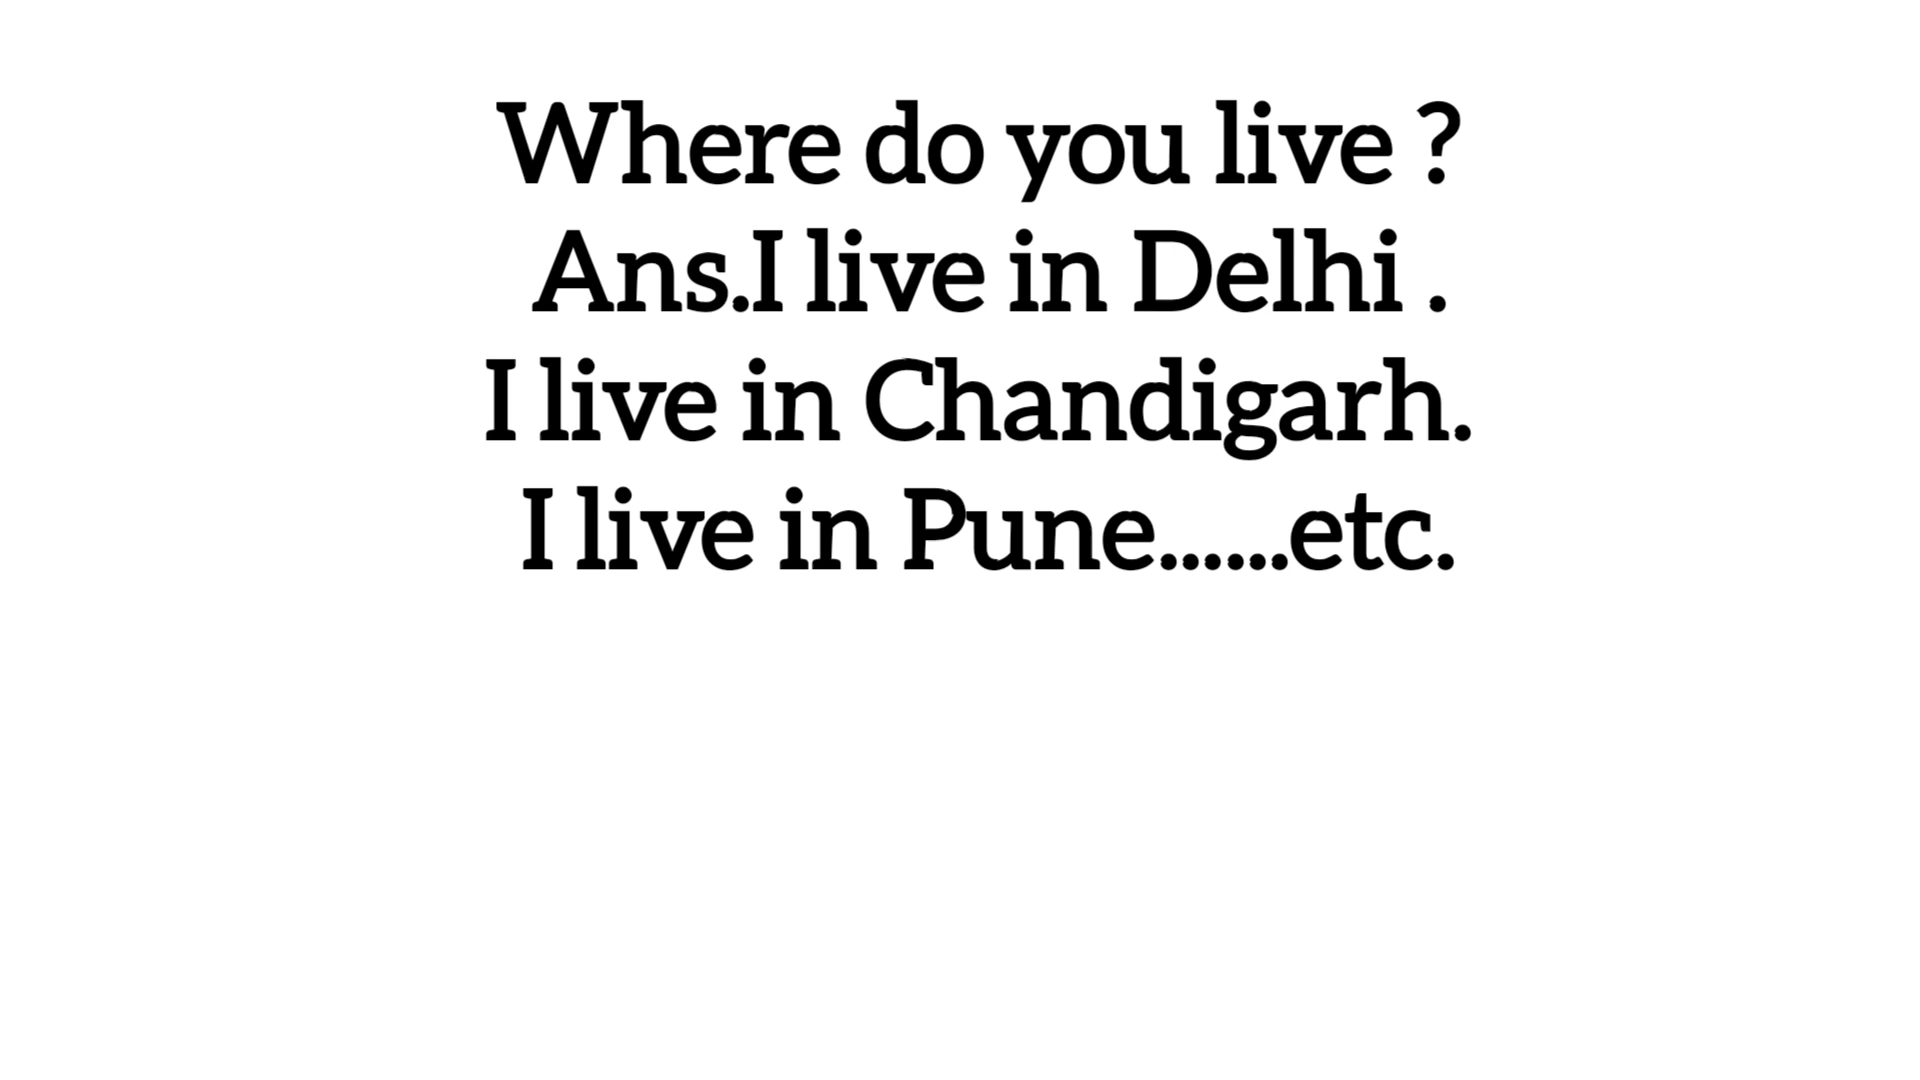 Where do you live ?
Ans.I live in Delhi .
I live in Chandigarh.
I live in Pune......etc.